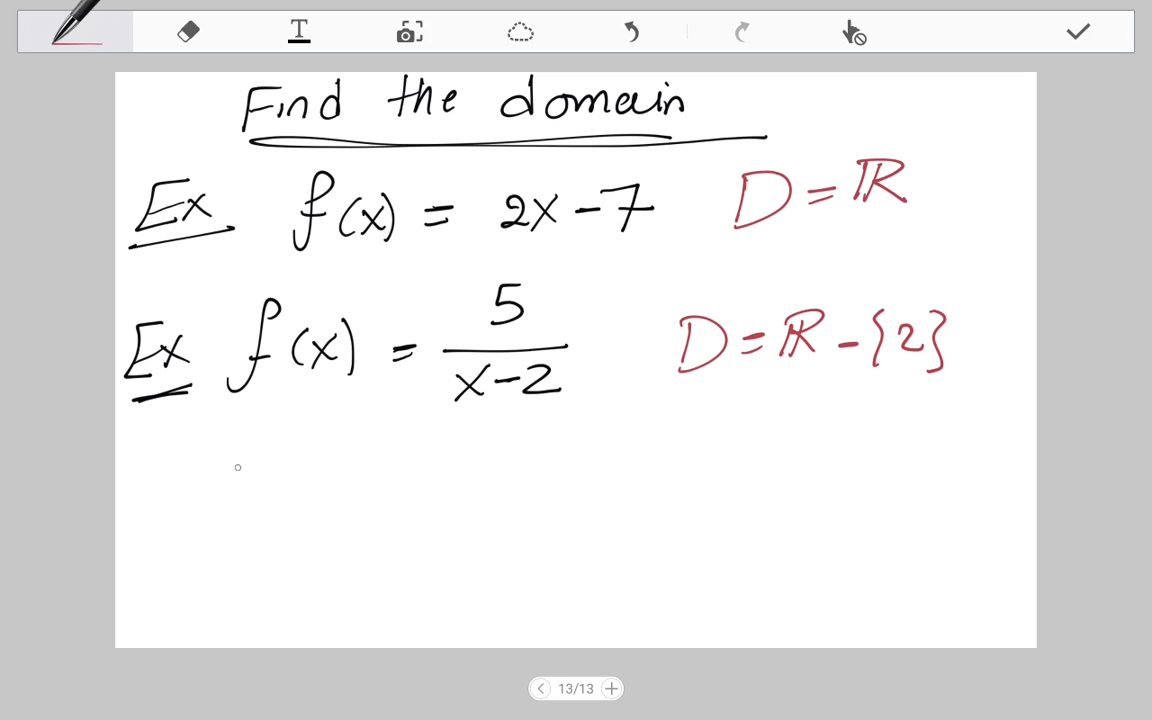 T
Find the domain
Ex f(x) = 2x - 7 D = ℝ
Ex f(x) = 5/(x-2) D = ℝ - {2}
13/13